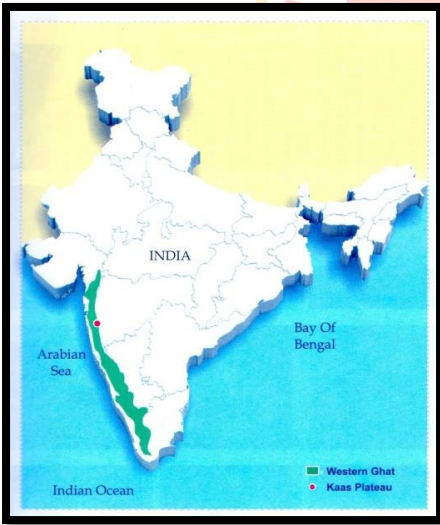 INDIA
Bay Of
Bengal
Arabian
Sea
Western Ghat
Kaas Plateau
Indian Ocean